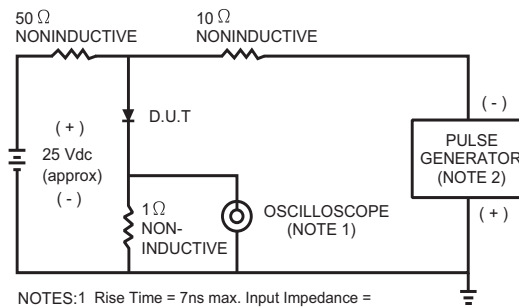 50 Ω
NONINDUCTIVE
10 Ω
NONINDUCTIVE
( + )
25 Vdc
(approx)
( - )
D.U.T
1 Ω
NON-
INDUCTIVE
OSCILLOSCOPE
(NOTE 1)
( - )
PULSE
GENERATOR
(NOTE 2)
( + )
NOTES:1 Rise Time = 7ns max. Input Impedance =